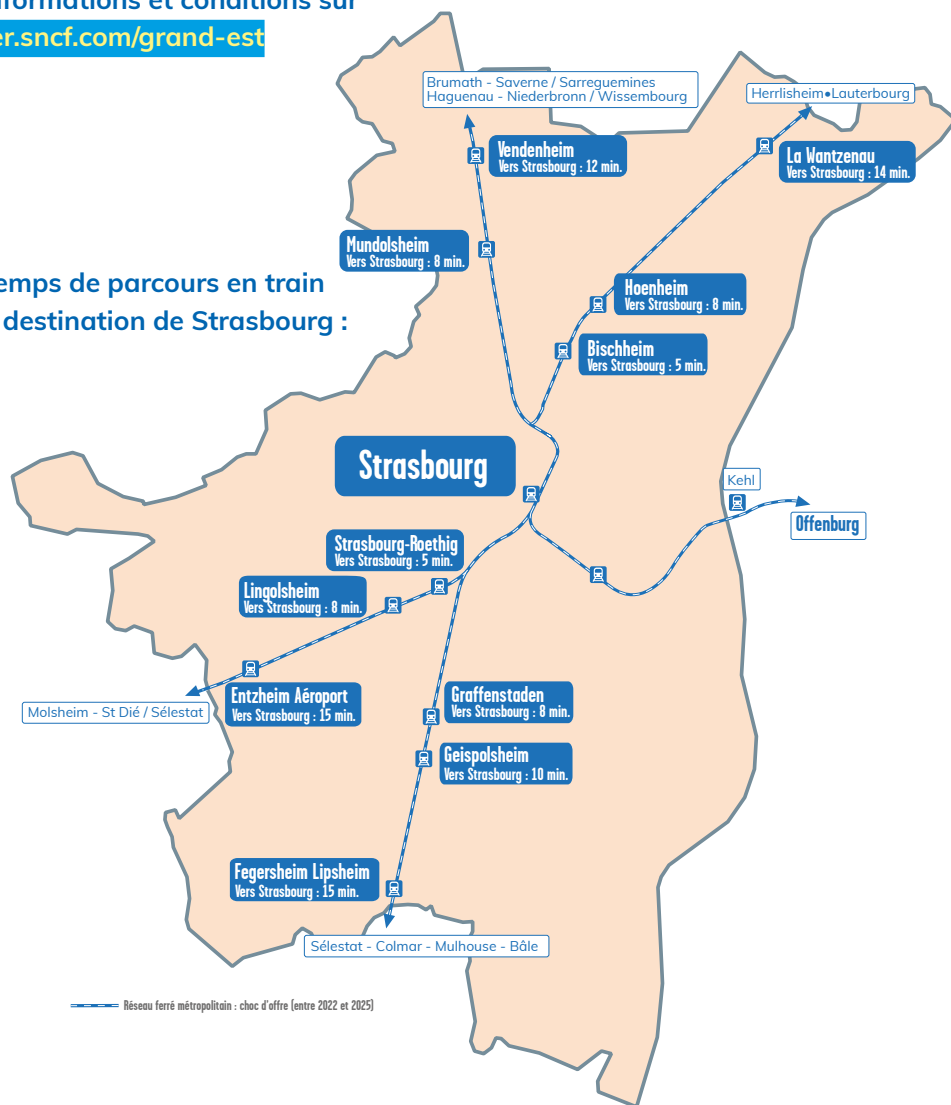 formations et conditions sur
er.sncf.com/grand-est
Brumath - Saverne / Sarreguemines
Haguenau - Niederbronn / Wissembourg
Herrlisheim•Lauterbourg
Vendenheim
Vers Strasbourg : 12 min.
La Wantzenau
Vers Strasbourg : 14 min.
Mundolsheim
Vers Strasbourg : 8 min.
emps de parcours en train
destination de Strasbourg :
Hoenheim
Vers Strasbourg : 8 min.
Bischheim
Vers Strasbourg : 5 min.
Strasbourg
Kehl
Offenburg
Strasbourg-Roethig
Vers Strasbourg : 5 min.
Lingolsheim
Vers Strasbourg : 8 min.
Entzheim Aéroport
Vers Strasbourg : 15 min.
Molsheim - St Dié / Sélestat
Graffenstaden
Vers Strasbourg : 8 min.
Geispolsheim
Vers Strasbourg : 10 min.
Fegersheim Lipsheim
Vers Strasbourg : 15 min.
Sélestat - Colmar - Mulhouse - Bâle
Réseau ferré métropolitain : choc d'offre (entre 2022 et 2025)